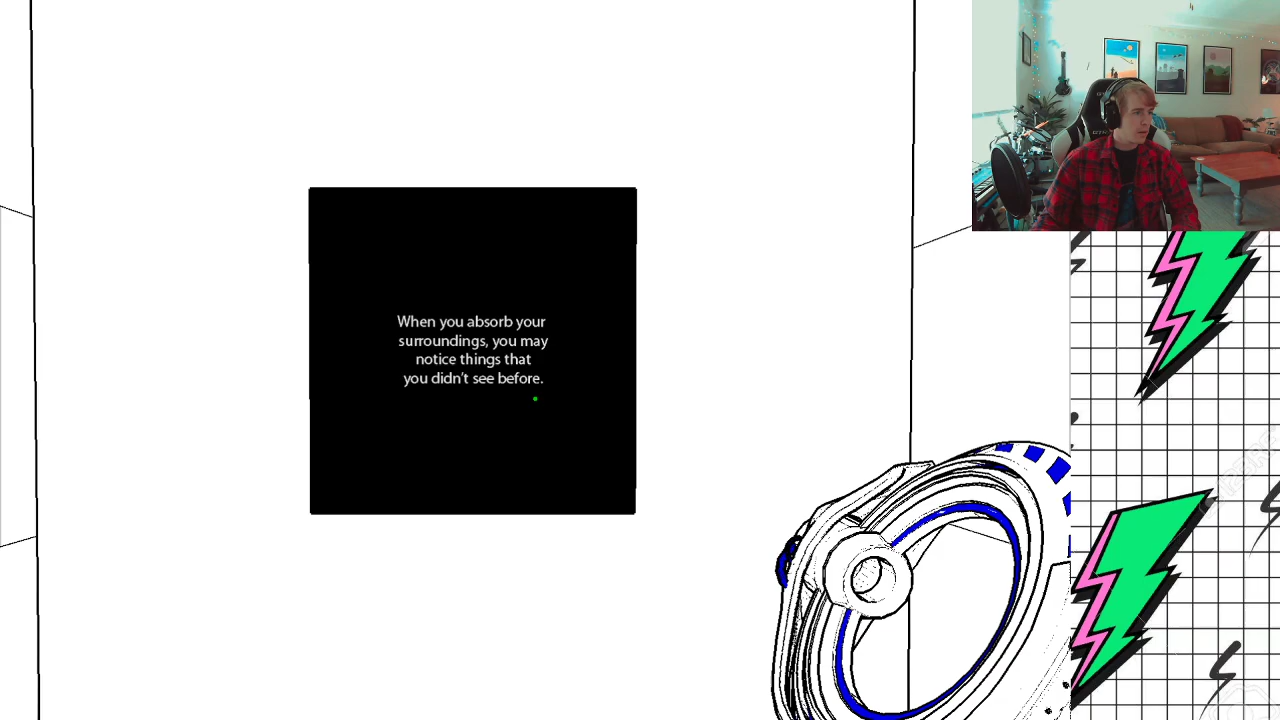 When you absorb your
surroundings, you may
notice things that
you didn't see before.